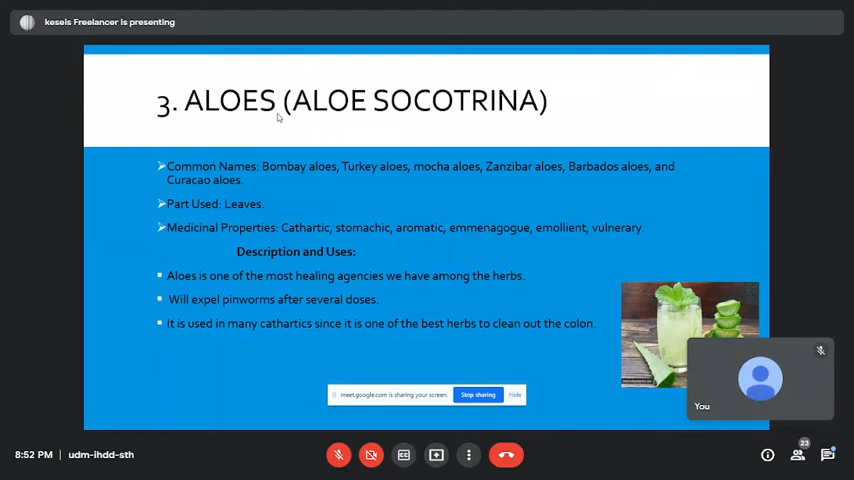 keseis Freelancer is presenting
3. ALOES (ALOE SOCOTRINA)
Common Names: Bombay aloes, Turkey aloes, mocha aloes, Zanzibar aloes, Barbados aloes, and
Curacao aloes.
Part Used: Leaves.
Medicinal Properties: Cathartic, stomachic, aromatic, emmenagogue, emollient, vulnerary.
Description and Uses:
Aloes is one of the most healing agencies we have among the herbs.
Will expel pinworms after several doses.
It is used in many cathartics since it is one of the best herbs to clean out the colon.
meet.google.com is sharing your screen. Stop sharing Hide
You
8:52 PM | udm-ihdd-sth
23